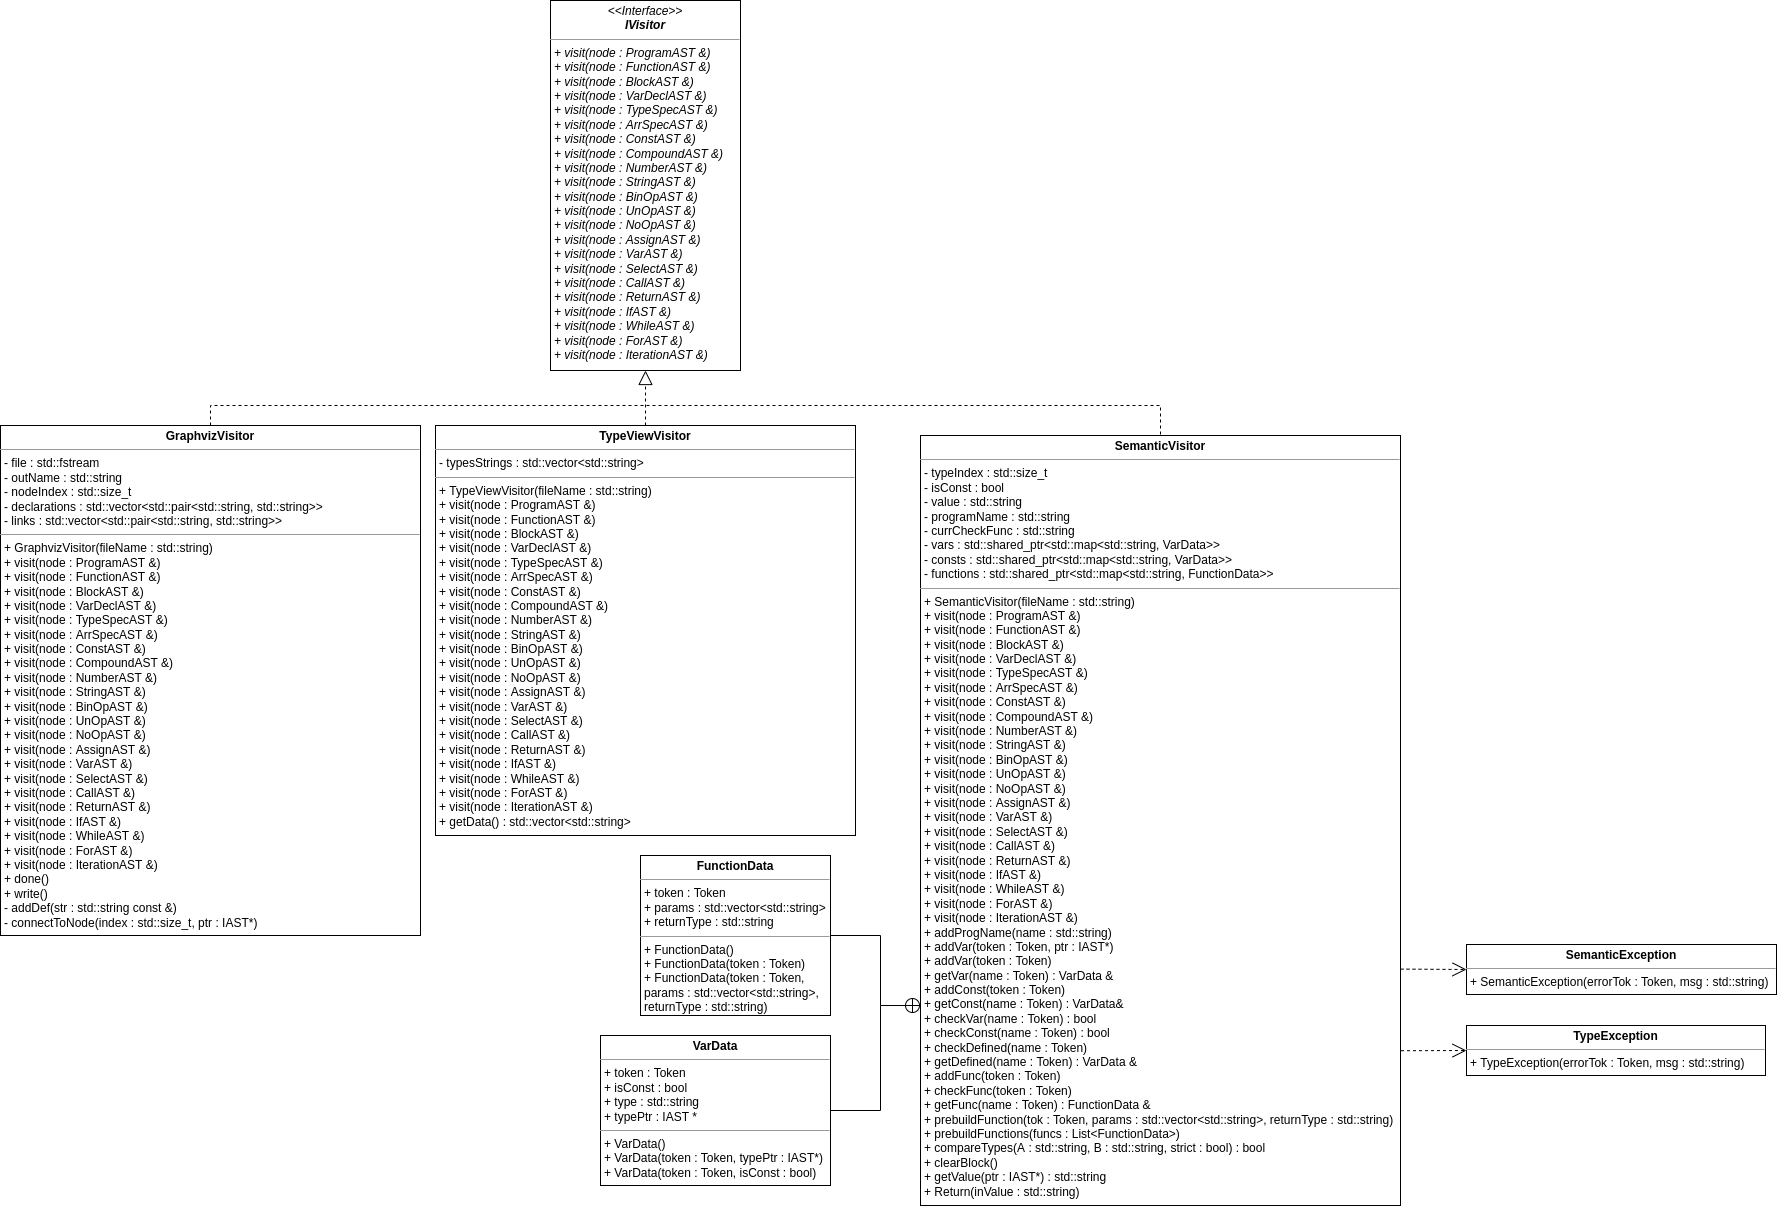 <<Interface>>
IVisitor
+ visit(node : ProgramAST &)
+ visit(node : FunctionAST &)
+ visit(node : BlockAST &)
+ visit(node : VarDeclAST &)
+ visit(node : TypeSpecAST &)
+ visit(node : ArrSpecAST &)
+ visit(node : ConstAST &)
+ visit(node : CompoundAST &)
+ visit(node : NumberAST &)
+ visit(node : StringAST &)
+ visit(node : BinOpAST &)
+ visit(node : UnOpAST &)
+ visit(node : NoOpAST &)
+ visit(node : AssignAST &)
+ visit(node : VarAST &)
+ visit(node : SelectAST &)
+ visit(node : CallAST &)
+ visit(node : ReturnAST &)
+ visit(node : IfAST &)
+ visit(node : WhileAST &)
+ visit(node : ForAST &)
+ visit(node : IterationAST &)
GraphvizVisitor
- file : std::fstream
- outName : std::string
- nodeIndex : std::size_t
- declarations : std::vector<std::pair<std::string, std::string>>
- links : std::vector<std::pair<std::string, std::string>>
+ GraphvizVisitor(fileName : std::string)
+ visit(node : ProgramAST &)
+ visit(node : FunctionAST &)
+ visit(node : BlockAST &)
+ visit(node : VarDeclAST &)
+ visit(node : TypeSpecAST &)
+ visit(node : ArrSpecAST &)
+ visit(node : ConstAST &)
+ visit(node : CompoundAST &)
+ visit(node : NumberAST &)
+ visit(node : StringAST &)
+ visit(node : BinOpAST &)
+ visit(node : UnOpAST &)
+ visit(node : NoOpAST &)
+ visit(node : AssignAST &)
+ visit(node : VarAST &)
+ visit(node : SelectAST &)
+ visit(node : CallAST &)
+ visit(node : ReturnAST &)
+ visit(node : IfAST &)
+ visit(node : WhileAST &)
+ visit(node : ForAST &)
+ visit(node : IterationAST &)
+ done()
+ write()
- addDef(str : std::string const &)
- connectToNode(index : std::size_t, ptr : IAST*)
TypeViewVisitor
- typesStrings : std::vector<std::string>
+ TypeViewVisitor(fileName : std::string)
+ visit(node : ProgramAST &)
+ visit(node : FunctionAST &)
+ visit(node : BlockAST &)
+ visit(node : VarDeclAST &)
+ visit(node : TypeSpecAST &)
+ visit(node : ArrSpecAST &)
+ visit(node : ConstAST &)
+ visit(node : CompoundAST &)
+ visit(node : NumberAST &)
+ visit(node : StringAST &)
+ visit(node : BinOpAST &)
+ visit(node : UnOpAST &)
+ visit(node : NoOpAST &)
+ visit(node : AssignAST &)
+ visit(node : VarAST &)
+ visit(node : SelectAST &)
+ visit(node : CallAST &)
+ visit(node : ReturnAST &)
+ visit(node : IfAST &)
+ visit(node : WhileAST &)
+ visit(node : ForAST &)
+ visit(node : IterationAST &)
+ getData() : std::vector<std::string>
FunctionData
+ token : Token
+ params : std::vector<std::string>
+ returnType : std::string
+ FunctionData()
+ FunctionData(token : Token)
+ FunctionData(token : Token,
params : std::vector<std::string>,
returnType : std::string)
VarData
+ token : Token
+ isConst : bool
+ type : std::string
+ typePtr : IAST *
+ VarData()
+ VarData(token : Token, typePtr : IAST*)
+ VarData(token : Token, isConst : bool)
SemanticVisitor
- typeIndex : std::size_t
- isConst : bool
- value : std::string
- programName : std::string
- currCheckFunc : std::string
- vars : std::shared_ptr<std::map<std::string, VarData>>
- consts : std::shared_ptr<std::map<std::string, VarData>>
- functions : std::shared_ptr<std::map<std::string, FunctionData>>
+ SemanticVisitor(fileName : std::string)
+ visit(node : ProgramAST &)
+ visit(node : FunctionAST &)
+ visit(node : BlockAST &)
+ visit(node : VarDeclAST &)
+ visit(node : TypeSpecAST &)
+ visit(node : ArrSpecAST &)
+ visit(node : ConstAST &)
+ visit(node : CompoundAST &)
+ visit(node : NumberAST &)
+ visit(node : StringAST &)
+ visit(node : BinOpAST &)
+ visit(node : UnOpAST &)
+ visit(node : NoOpAST &)
+ visit(node : AssignAST &)
+ visit(node : VarAST &)
+ visit(node : SelectAST &)
+ visit(node : CallAST &)
+ visit(node : ReturnAST &)
+ visit(node : IfAST &)
+ visit(node : WhileAST &)
+ visit(node : ForAST &)
+ visit(node : IterationAST &)
+ addProgName(name : std::string)
+ addVar(token : Token, ptr : IAST*)
+ addVar(token : Token)
+ getVar(name : Token) : VarData &
+ addConst(token : Token)
+ getConst(name : Token) : VarData&
+ checkVar(name : Token) : bool
+ checkConst(name : Token) : bool
+ checkDefined(name : Token)
+ getDefined(name : Token) : VarData &
+ addFunc(token : Token)
+ checkFunc(token : Token)
+ getFunc(name : Token) : FunctionData &
+ prebuildFunction(tok : Token, params : std::vector<std::string>, returnType : std::string)
+ prebuildFunctions(funcs : List<FunctionData>)
+ compareTypes(A : std::string, B : std::string, strict : bool) : bool
+ clearBlock()
+ getValue(ptr : IAST*) : std::string
+ Return(inValue : std::string)
SemanticException
+ SemanticException(errorTok : Token, msg : std::string)
TypeException
+ TypeException(errorTok : Token, msg : std::string)